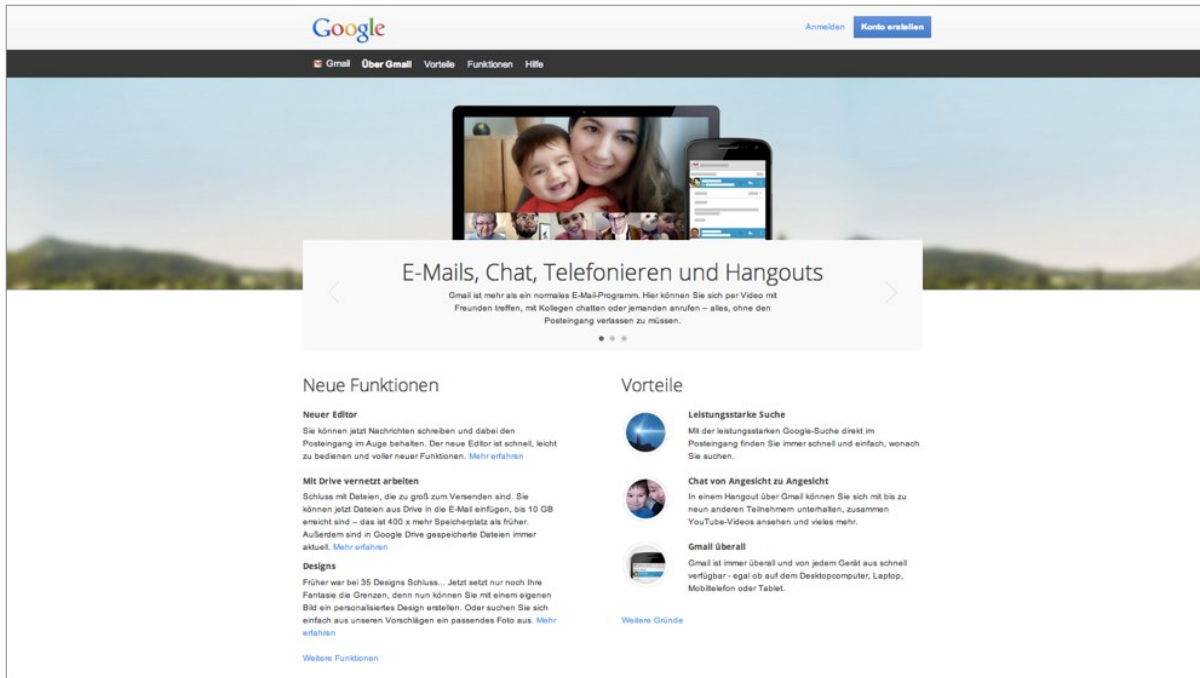 Google
Anmelden
Konto erstellen
Gmail Über Gmail Vorteile Funktionen Hilfe
E-Mails, Chat, Telefonieren und Hangouts
Gmail ist mehr als ein normales E-Mail-Programm. Hier können Sie sich per Video mit
Freunden treffen, mit Kollegen chatten oder jemanden anrufen – alles, ohne den
Posteingang verlassen zu müssen.
Neue Funktionen
Neuer Editor
Sie können jetzt Nachrichten schreiben und dabei den
Posteingang im Auge behalten. Der neue Editor ist schnell, leicht
zu bedienen und voller neuer Funktionen. Mehr erfahren
Mit Drive vernetzt arbeiten
Schluss mit Dateien, die zu groß zum Versenden sind. Sie
können jetzt Dateien aus Drive in die E-Mail einfügen, bis 10 GB
erreicht sind – das ist 400 x mehr Speicherplatz als früher.
Außerdem sind in Google Drive gespeicherte Dateien immer
aktuell. Mehr erfahren
Designs
Früher war bei 35 Designs Schluss... Jetzt setzt nur noch Ihre
Fantasie die Grenzen, denn nun können Sie mit einem eigenen
Bild ein personalisiertes Design erstellen. Oder suchen Sie sich
einfach aus unseren Vorschlägen ein passendes Foto aus. Mehr
erfahren
Weitere Funktionen
Vorteile
Leistungsstarke Suche
Mit der leistungsstarken Google-Suche direkt im
Posteingang finden Sie immer schnell und einfach, wonach
Sie suchen.
Chat von Angesicht zu Angesicht
In einem Hangout über Gmail können Sie sich mit bis zu
neun anderen Teilnehmern unterhalten, zusammen
YouTube-Videos ansehen und vieles mehr.
Gmail überall
Gmail ist immer überall und von jedem Gerät aus schnell
verfügbar - egal ob auf dem Desktopcomputer, Laptop,
Mobiltelefon oder Tablet.
Weitere Gründe